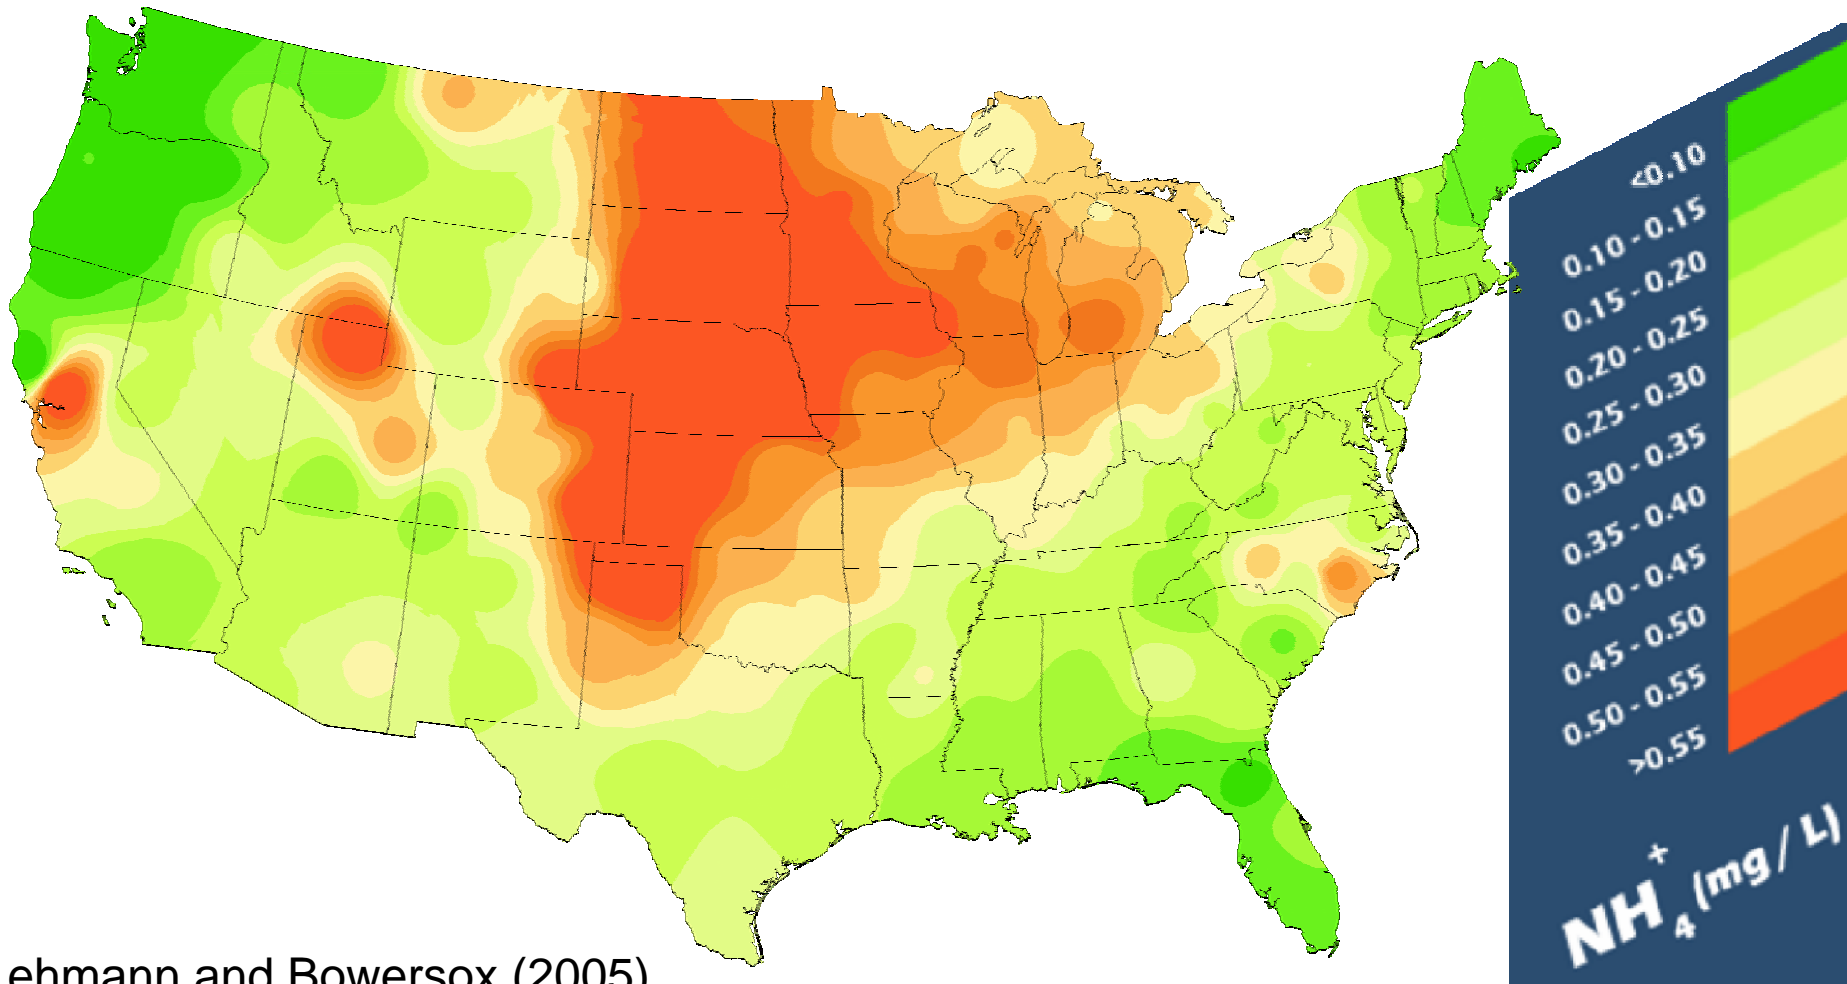 <0.10
0.10 - 0.15
0.15 - 0.20
0.20 - 0.25
0.25 - 0.30
0.30 - 0.35
0.35 - 0.40
0.40 - 0.45
0.45 - 0.50
0.50 - 0.55
>0.55
NH4+ (mg / L)
ehmann and Bowersox (2005)